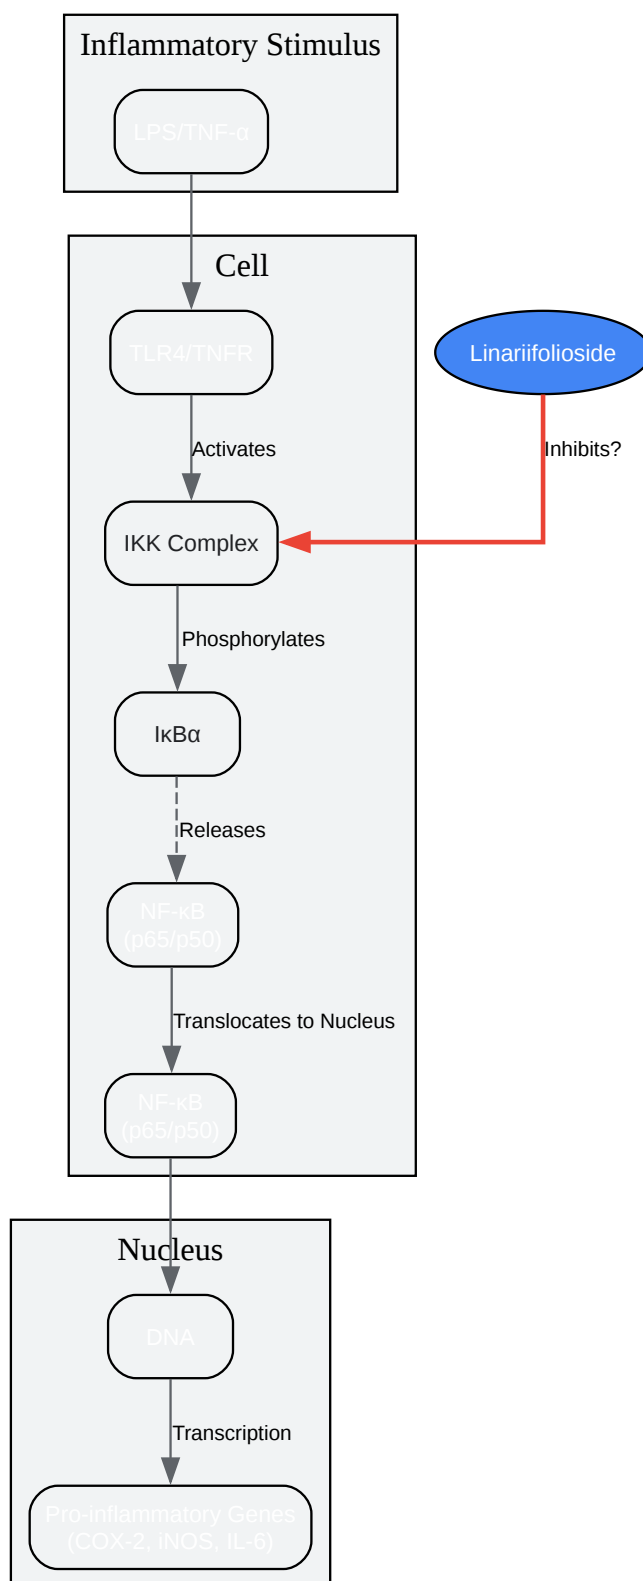 Inflammatory Stimulus
LPS/TNF-α
Cell
TLR4/TNFR
Linariifolioside
Activates
Inhibits?
IKK Complex
Phosphorylates
IκBα
Releases
NF-κB
(p65/p50)
Translocates to Nucleus
NF-κB
(p65/p50)
Nucleus
DNA
Transcription
Pro-inflammatory Genes
(COX-2, iNOS, IL-6)